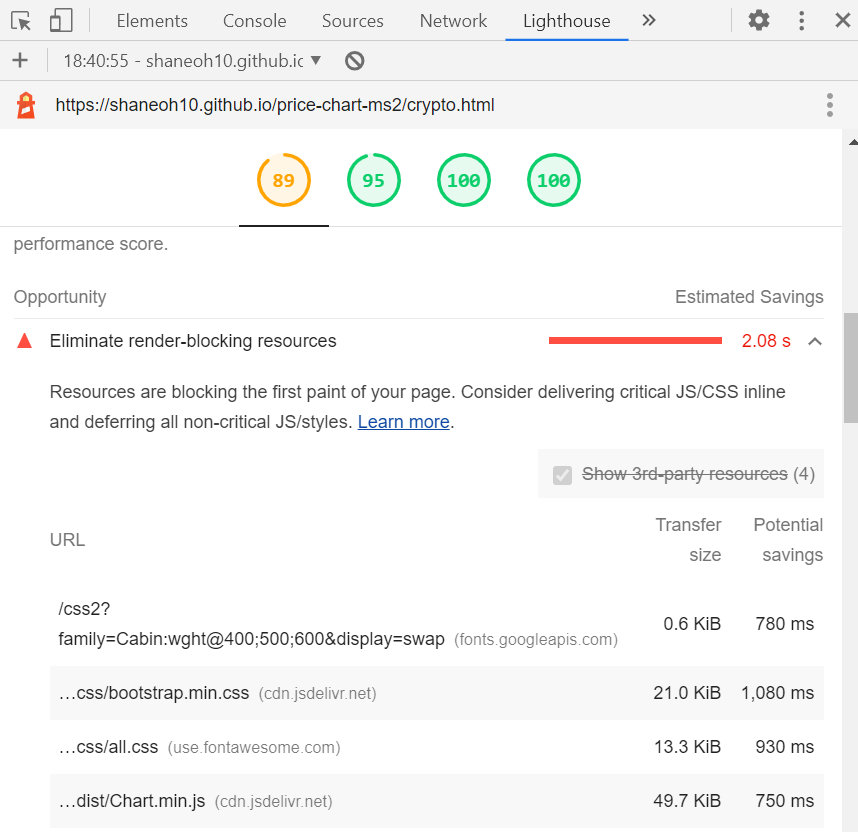 Elements Console Sources Network Lighthouse »
+ 18:40:55 - shaneoh10.github.ic ▼
https://shaneoh10.github.io/price-chart-ms2/crypto.html
89 95 100 100
performance score.
Opportunity Estimated Savings
Eliminate render-blocking resources 2.08 s
Resources are blocking the first paint of your page. Consider delivering critical JS/CSS inline
and deferring all non-critical JS/styles. Learn more.
Show 3rd-party resources (4)
Transfer Potential
URL
size savings
/css2?
family=Cabin:wght@400;500;600&display=swap (fonts.googleapis.com) 0.6 KiB 780 ms
…css/bootstrap.min.css (cdn.jsdelivr.net) 21.0 KiB 1,080 ms
…css/all.css (use.fontawesome.com) 13.3 KiB 930 ms
…dist/Chart.min.js (cdn.jsdelivr.net) 49.7 KiB 750 ms